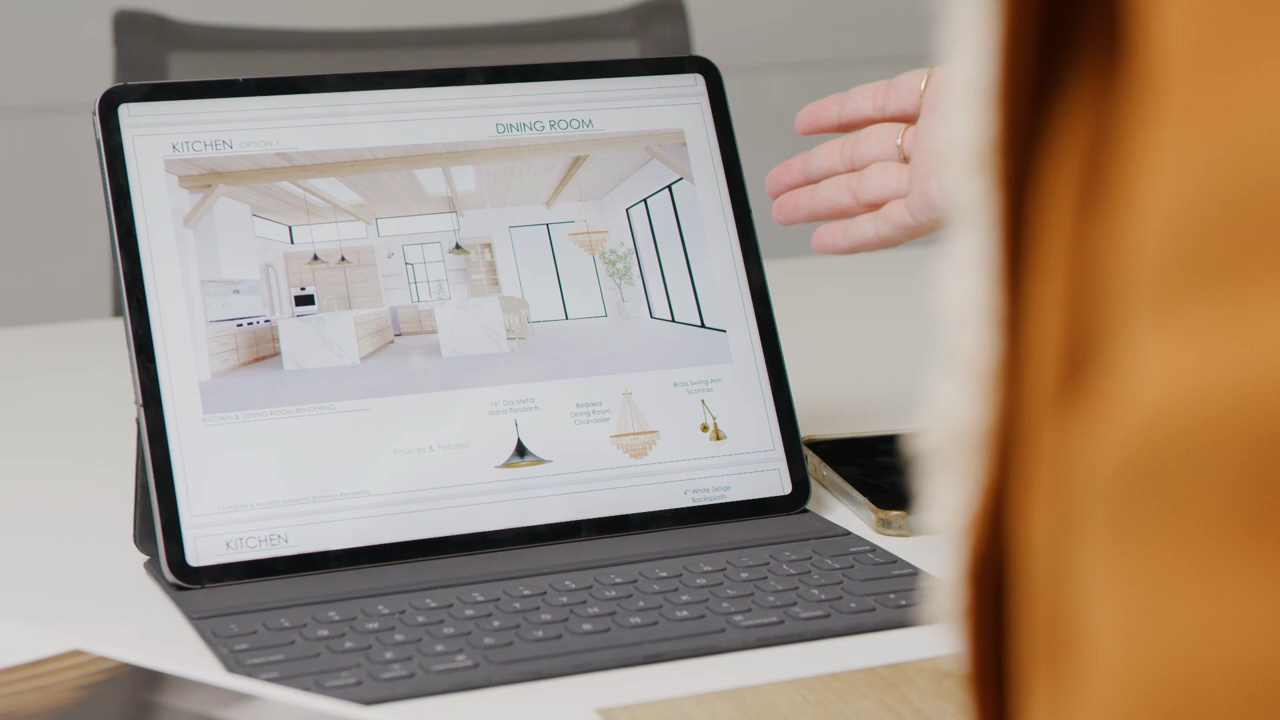 DINING ROOM
KITCHEN OPTION 1
KITCHEN & DINING ROOM RENDERING
Finishes & Fixtures:
16" Dia Metal
Island Pendants
Beaded
Dining Room
Chandelier
Brass Swing Arm
Sconces
4" White Zellige
Backsplash
KITCHEN